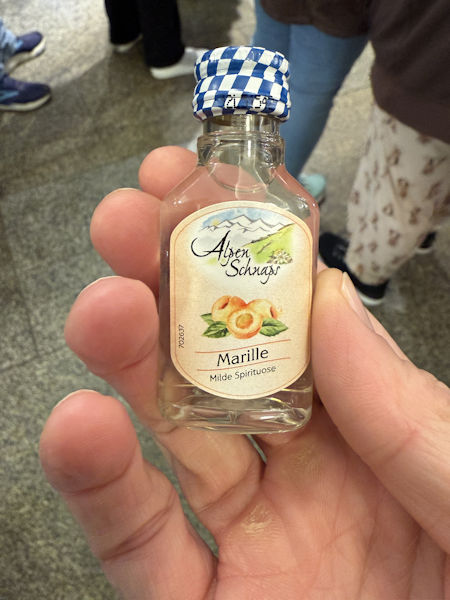 Alpen
Schnaps
702637
Marille
Milde Spirituose